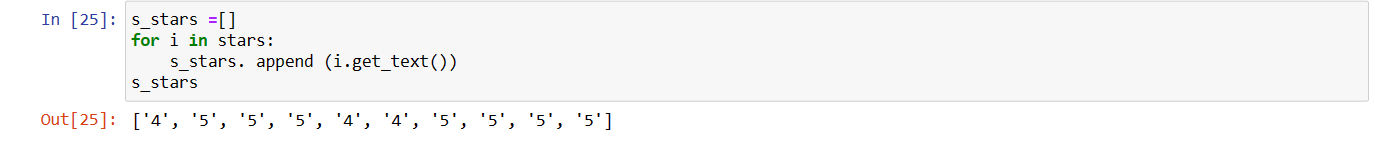 In [25]: s_stars =[]
for i in stars:
    s_stars. append (i.get_text())
s_stars
Out[25]: ['4', '5', '5', '5', '4', '4', '5', '5', '5', '5']